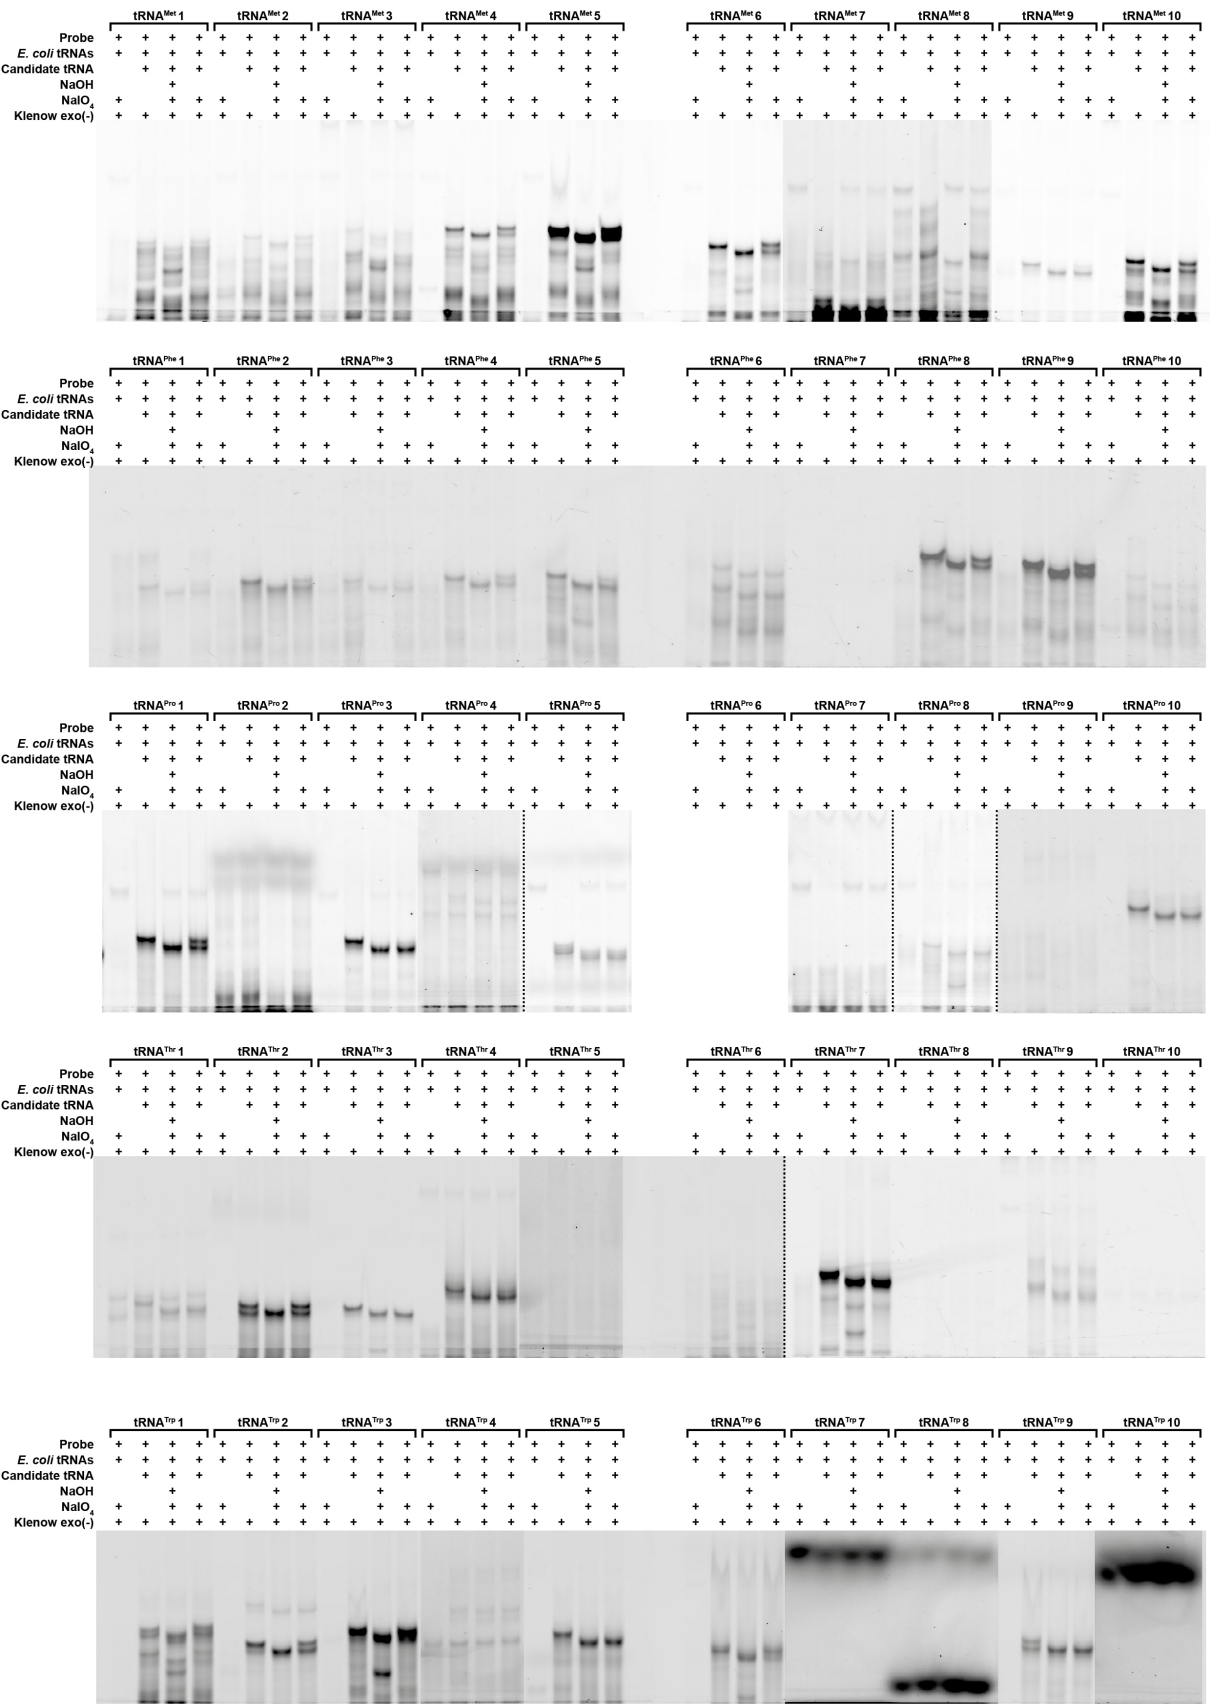 tRNAMet 1 tRNAMet 2 tRNAMet 3 tRNAMet 4 tRNAMet 5 tRNAMet 6 tRNAMet 7 tRNAMet 8 tRNAMet 9 tRNAMet 10
Probe + + + + + + + + + + + + + + + + + + + + + + + + + + + + + + + + + + + + + + + +
E. coli tRNAs + + + + + + + + + + + + + + + + + + + + + + + + + + + + + + + + + + + + + + + +
Candidate tRNA + + + + + + + + + + + + + + + + + + + + + + + + + + + + + +
NaOH + + + + + + + + + +
NaIO4 + + + + + + + + + + + + + + + + + + + + + + + + + + + + + +
Klenow exo(-) + + + + + + + + + + + + + + + + + + + + + + + + + + + + + + + + + + + + + + + +
tRNAPhe 1 tRNAPhe 2 tRNAPhe 3 tRNAPhe 4 tRNAPhe 5 tRNAPhe 6 tRNAPhe 7 tRNAPhe 8 tRNAPhe 9 tRNAPhe 10
Probe + + + + + + + + + + + + + + + + + + + + + + + + + + + + + + + + + + + + + + + +
E. coli tRNAs + + + + + + + + + + + + + + + + + + + + + + + + + + + + + + + + + + + + + + + +
Candidate tRNA + + + + + + + + + + + + + + + + + + + + + + + + + + + + + +
NaOH + + + + + + + + + +
NaIO4 + + + + + + + + + + + + + + + + + + + + + + + + + + + + + +
Klenow exo(-) + + + + + + + + + + + + + + + + + + + + + + + + + + + + + + + + + + + + + + + +
tRNAPro 1 tRNAPro 2 tRNAPro 3 tRNAPro 4 tRNAPro 5 tRNAPro 6 tRNAPro 7 tRNAPro 8 tRNAPro 9 tRNAPro 10
Probe + + + + + + + + + + + + + + + + + + + + + + + + + + + + + + + + + + + + + + + +
E. coli tRNAs + + + + + + + + + + + + + + + + + + + + + + + + + + + + + + + + + + + + + + + +
Candidate tRNA + + + + + + + + + + + + + + + + + + + + + + + + + + + + + +
NaOH + + + + + + + + + +
NaIO4 + + + + + + + + + + + + + + + + + + + + + + + + + + + + + +
Klenow exo(-) + + + + + + + + + + + + + + + + + + + + + + + + + + + + + + + + + + + + + + + +
tRNAThr 1 tRNAThr 2 tRNAThr 3 tRNAThr 4 tRNAThr 5 tRNAThr 6 tRNAThr 7 tRNAThr 8 tRNAThr 9 tRNAThr 10
Probe + + + + + + + + + + + + + + + + + + + + + + + + + + + + + + + + + + + + + + + +
E. coli tRNAs + + + + + + + + + + + + + + + + + + + + + + + + + + + + + + + + + + + + + + + +
Candidate tRNA + + + + + + + + + + + + + + + + + + + + + + + + + + + + + +
NaOH + + + + + + + + + +
NaIO4 + + + + + + + + + + + + + + + + + + + + + + + + + + + + + +
Klenow exo(-) + + + + + + + + + + + + + + + + + + + + + + + + + + + + + + + + + + + + + + + +
tRNATrp 1 tRNATrp 2 tRNATrp 3 tRNATrp 4 tRNATrp 5 tRNATrp 6 tRNATrp 7 tRNATrp 8 tRNATrp 9 tRNATrp 10
Probe + + + + + + + + + + + + + + + + + + + + + + + + + + + + + + + + + + + + + + + +
E. coli tRNAs + + + + + + + + + + + + + + + + + + + + + + + + + + + + + + + + + + + + + + + +
Candidate tRNA + + + + + + + + + + + + + + + + + + + + + + + + + + + + + +
NaOH + + + + + + + + + +
NaIO4 + + + + + + + + + + + + + + + + + + + + + + + + + + + + + +
Klenow exo(-) + + + + + + + + + + + + + + + + + + + + + + + + + + + + + + + + + + + + + + + +